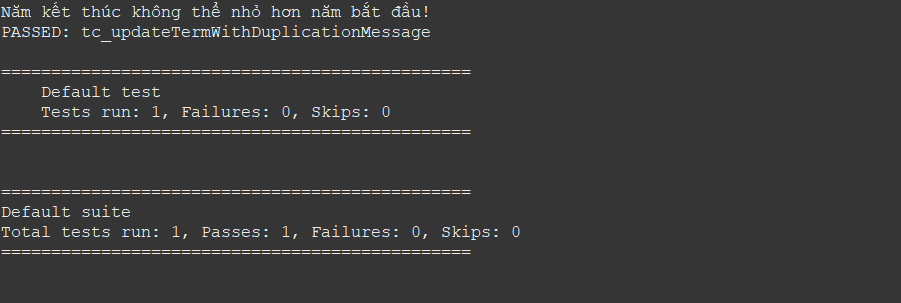 Năm kết thúc không thể nhỏ hơn năm bắt đầu!
PASSED: tc_updateTermWithDuplicationMessage
===============================================
Default test
Tests run: 1, Failures: 0, Skips: 0
===============================================
===============================================
Default suite
Total tests run: 1, Passes: 1, Failures: 0, Skips: 0
===============================================